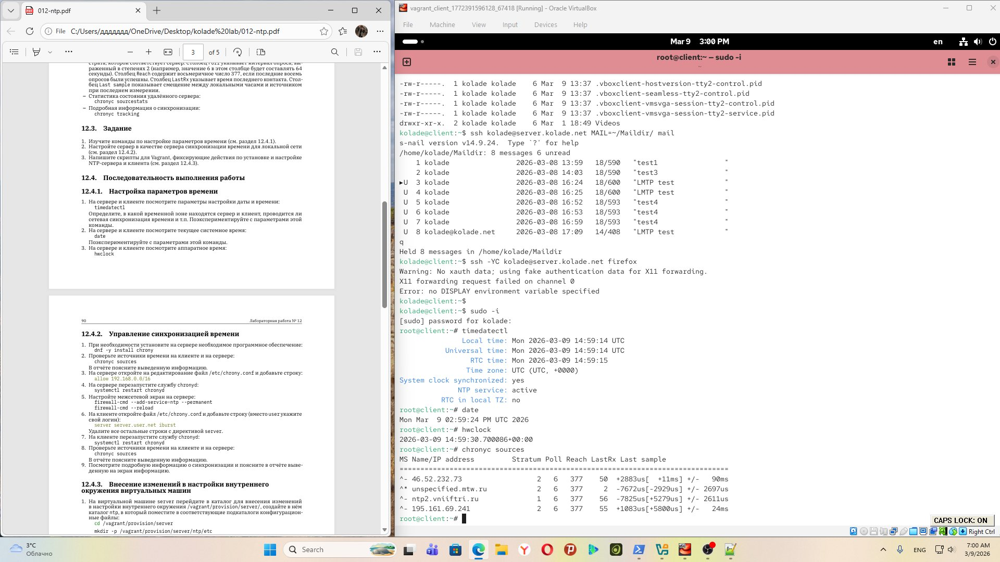 012-ntp.pdf
File
C:/Users/ддддддд/OneDrive/Desktop/kolade%20lab/012-ntp.pdf
3
of 5
страта, которой соответствует сервер. Столбец Poll указывает интервал опроса, вы-
раженный в степенях 2 (например, значение 6 в этом столбце будет составлять 64
секунды). Столбец Reach содержит восьмеричное число 377, если последние восемь
опросов были успешны. Столбец LastRx указывает время последнего контакта. Стол-
бец Last sample показывает смещение между локальными часами и источником
при последнем измерении.
– Статистика состояния удалённого сервера:
chronyc sourcestats
– Подробная информация о синхронизации:
chronyc tracking
12.3. Задание
1. Изучите команды по настройке параметров времени (см. раздел 12.4.1).
2. Настройте сервер в качестве сервера синхронизации времени для локальной сети
(см. раздел 12.4.2).
3. Напишите скрипты для Vagrant, фиксирующие действия по установке и настройке
NTP-сервера и клиента (см. раздел 12.4.3).
12.4. Последовательность выполнения работы
12.4.1. Настройка параметров времени
1. На сервере и клиенте посмотрите параметры настройки даты и времени:
timedatectl
Определите, в какой временной зоне находятся сервер и клиент, проводится ли
сетевая синхронизация времени и т.п. Поэкспериментируйте с параметрами этой
команды.
2. На сервере и клиенте посмотрите текущее системное время:
date
Поэкспериментируйте с параметрами этой команды.
3. На сервере и клиенте посмотрите аппаратное время:
hwclock
90 Лабораторная работа № 12
12.4.2. Управление синхронизацией времени
1. При необходимости установите на сервере необходимое программное обеспечение:
dnf -y install chrony
2. Проверьте источники времени на клиенте и на сервере:
chronyc sources
В отчёте поясните выведенную информацию.
3. На сервере откройте на редактирование файл /etc/chrony.conf и добавьте строку:
allow 192.168.0.0/16
4. На сервере перезапустите службу chronyd:
systemctl restart chronyd
5. Настройте межсетевой экран на сервере:
firewall-cmd --add-service=ntp --permanent
firewall-cmd --reload
6. На клиенте откройте файл /etc/chrony.conf и добавьте строку (вместо user укажите
свой логин):
server server.user.net iburst
Удалите все остальные строки с директивой server.
7. На клиенте перезапустите службу chronyd:
systemctl restart chronyd
8. Проверьте источники времени на клиенте и на сервере:
chronyc sources
В отчёте поясните выведенную информацию.
9. Посмотрите подробную информацию о синхронизации и поясните в отчёте выве-
денную на экран информацию.
12.4.3. Внесение изменений в настройки внутреннего
окружения виртуальных машин
1. На виртуальной машине server перейдите в каталог для внесения изменений
в настройки внутреннего окружения /vagrant/provision/server/, создайте в нём
каталог ntp, в который поместите в соответствующие подкаталоги конфигурацион-
ные файлы:
cd /vagrant/provision/server
mkdir -p /vagrant/provision/server/ntp/etc
vagrant_client_1772391596128_67418 [Running] - Oracle VirtualBox
File Machine View Input Devices Help
Mar 9 3:00 PM
en
root@client:~ — sudo -i
~
-rw-r-----. 1 kolade kolade 6 Mar 9 13:37 .vboxclient-hostversion-tty2-control.pid
-rw-r-----. 1 kolade kolade 6 Mar 9 13:37 .vboxclient-seamless-tty2-control.pid
-rw-r-----. 1 kolade kolade 6 Mar 9 13:37 .vboxclient-vmsvga-session-tty2-control.pid
-rw-r-----. 1 kolade kolade 6 Mar 9 13:37 .vboxclient-vmsvga-session-tty2-service.pid
drwxr-xr-x. 2 kolade kolade 6 Mar 1 18:49 Videos
kolade@client:~$ ssh kolade@server.kolade.net MAIL=~/Maildir/ mail
s-nail version v14.9.24. Type `?' for help
/home/kolade/Maildir: 8 messages 6 unread
1 kolade 2026-03-08 13:59 18/590 "test1 "
2 kolade 2026-03-08 14:03 18/590 "test3 "
▸U 3 kolade 2026-03-08 16:24 18/600 "LMTP test "
U 4 kolade 2026-03-08 16:25 18/600 "LMTP test "
U 5 kolade 2026-03-08 16:52 18/593 "test4 "
U 6 kolade 2026-03-08 16:53 18/593 "test4 "
U 7 kolade 2026-03-08 16:59 18/593 "test4 "
U 8 kolade@kolade.net 2026-03-08 17:09 14/408 "LMTP test "
q
Held 8 messages in /home/kolade/Maildir
kolade@client:~$ ssh -YC kolade@server.kolade.net firefox
Warning: No xauth data; using fake authentication data for X11 forwarding.
X11 forwarding request failed on channel 0
Error: no DISPLAY environment variable specified
kolade@client:~$
kolade@client:~$ sudo -i
[sudo] password for kolade:
root@client:~# timedatectl
Local time: Mon 2026-03-09 14:59:14 UTC
Universal time: Mon 2026-03-09 14:59:14 UTC
RTC time: Mon 2026-03-09 14:59:15
Time zone: UTC (UTC, +0000)
System clock synchronized: yes
NTP service: active
RTC in local TZ: no
root@client:~# date
Mon Mar 9 02:59:24 PM UTC 2026
root@client:~# hwclock
2026-03-09 14:59:30.700086+00:00
root@client:~# chronyc sources
MS Name/IP address Stratum Poll Reach LastRx Last sample
===============================================================================
^- 46.52.232.73 2 6 377 50 +2883us[ +11ms] +/- 90ms
^* unspecified.mtw.ru 2 6 377 2 -7672us[-2929us] +/- 2697us
^- ntp2.vniiftri.ru 1 6 377 56 -7825us[+5279us] +/- 2611us
^- 195.161.69.241 2 6 377 55 +1083us[+5800us] +/- 24ms
root@client:~#
CAPS LOCK: ON
Right Ctrl
3°C
Облачно
Search
ENG
7:00 AM
3/9/2026